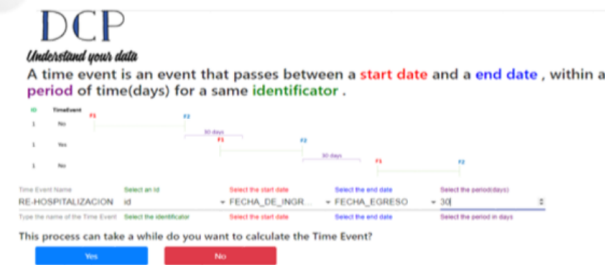 DCP
Understand your data
A time event is an event that passes between a start date and a end date , within a
period of time(days) for a same identificator .
ID TimeEvent
F1 F2
1 No
30 days
F1 F2
1 Yes
30 days
F1 F2
1 No
Time Event Name Select an Id Select the start date Select the end date Select the period(days)
RE-HOSPITALIZACION id FECHA_DE_INGR... FECHA_EGRESO 30
Type the name of the Time Event Select the identificator Select the start date Select the end date Select the period in days
This process can take a while do you want to calculate the Time Event?
Yes No